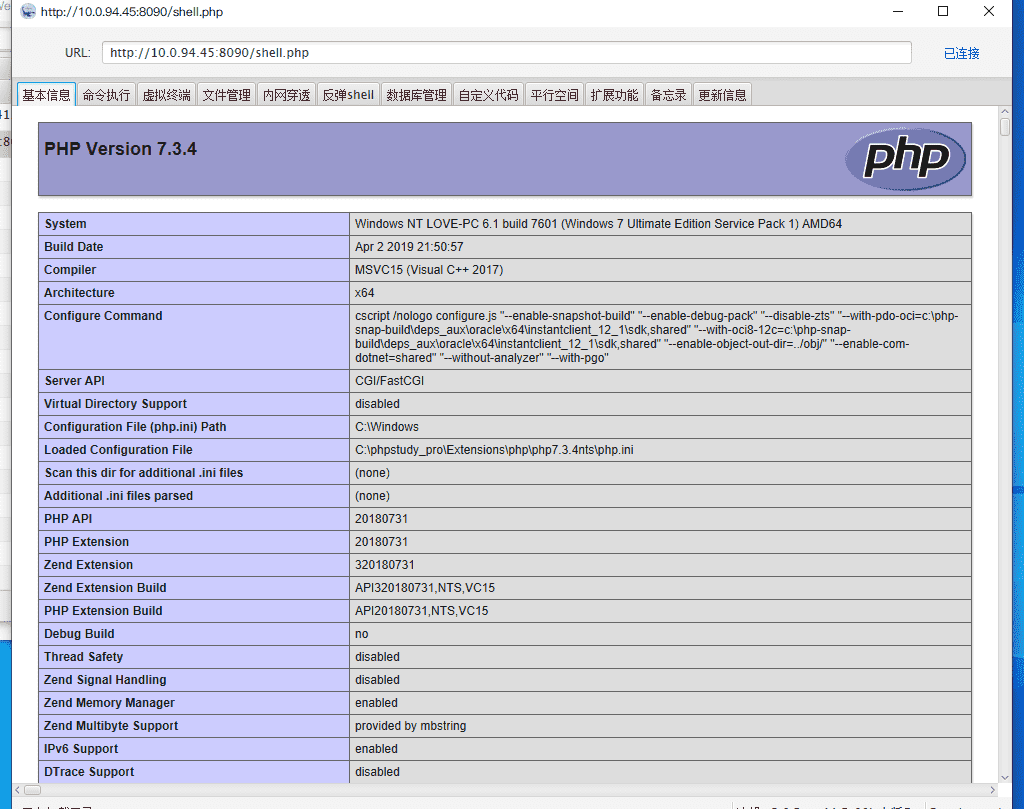 http://10.0.94.45:8090/shell.php
URL: http://10.0.94.45:8090/shell.php 已连接
基本信息 命令执行 虚拟终端 文件管理 内网穿透 反弹shell 数据库管理 自定义代码 平行空间 扩展功能 备忘录 更新信息
PHP Version 7.3.4 php
System Windows NT LOVE-PC 6.1 build 7601 (Windows 7 Ultimate Edition Service Pack 1) AMD64
Build Date Apr 2 2019 21:50:57
Compiler MSVC15 (Visual C++ 2017)
Architecture x64
Configure Command cscript /nologo configure.js "--enable-snapshot-build" "--enable-debug-pack" "--disable-zts" "--with-pdo-oci=c:\php-
snap-build\deps_aux\oracle\x64\instantclient_12_1\sdk,shared" "--with-oci8-12c=c:\php-snap-
build\deps_aux\oracle\x64\instantclient_12_1\sdk,shared" "--enable-object-out-dir=../obj/" "--enable-com-
dotnet=shared" "--without-analyzer" "--with-pgo"
Server API CGI/FastCGI
Virtual Directory Support disabled
Configuration File (php.ini) Path C:\Windows
Loaded Configuration File C:\phpstudy_pro\Extensions\php\php7.3.4nts\php.ini
Scan this dir for additional .ini files (none)
Additional .ini files parsed (none)
PHP API 20180731
PHP Extension 20180731
Zend Extension 320180731
Zend Extension Build API320180731,NTS,VC15
PHP Extension Build API20180731,NTS,VC15
Debug Build no
Thread Safety disabled
Zend Signal Handling disabled
Zend Memory Manager enabled
Zend Multibyte Support provided by mbstring
IPv6 Support enabled
DTrace Support disabled